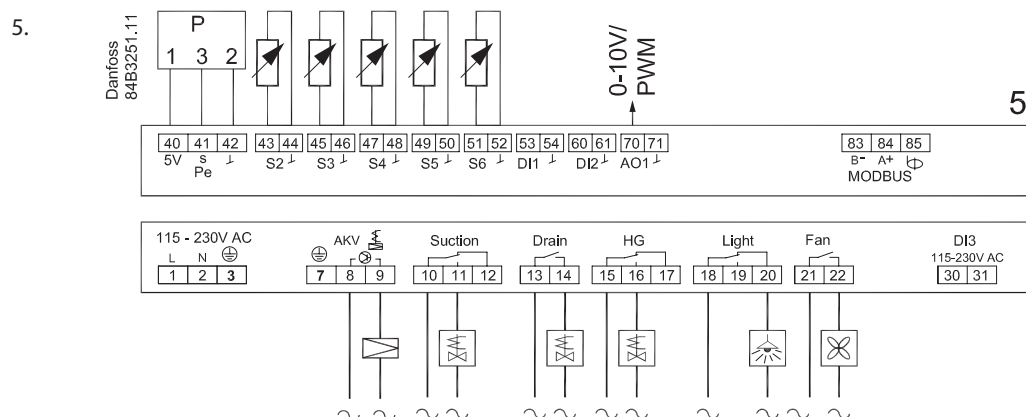 5.
Danfoss
84B3251.11
P
1 3 2
0-10V/
PWM
5
40 41 42 43 44 45 46 47 48 49 50 51 52 53 54 60 61 70 71 83 84 85
5V s ⊥ S2 ⊥ S3 ⊥ S4 ⊥ S5 ⊥ S6 ⊥ DI1 ⊥ DI2 ⊥ AO1 ⊥ B- A+
Pe MODBUS
115 - 230V AC AKV Suction Drain HG Light Fan DI3
L N 115-230V AC
1 2 3 7 8 9 10 11 12 13 14 15 16 17 18 19 20 21 22 30 31